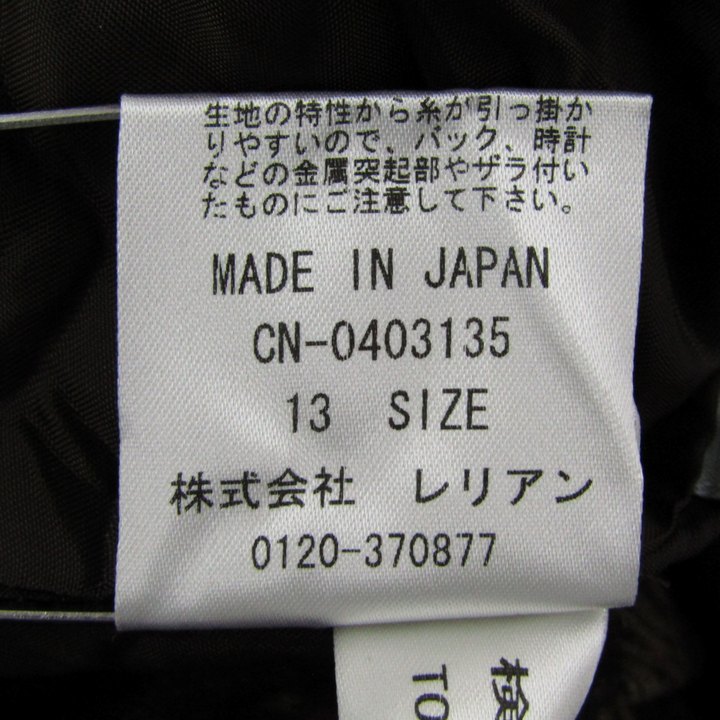 生地の特性から糸が引っ掛か
りやすいので、バック、時計
などの金属突起部やザラ付い
たものにご注意して下さい。
MADE IN JAPAN
CN-0403135
13 SIZE
株式会社 レリアン
0120-370877
検
TO